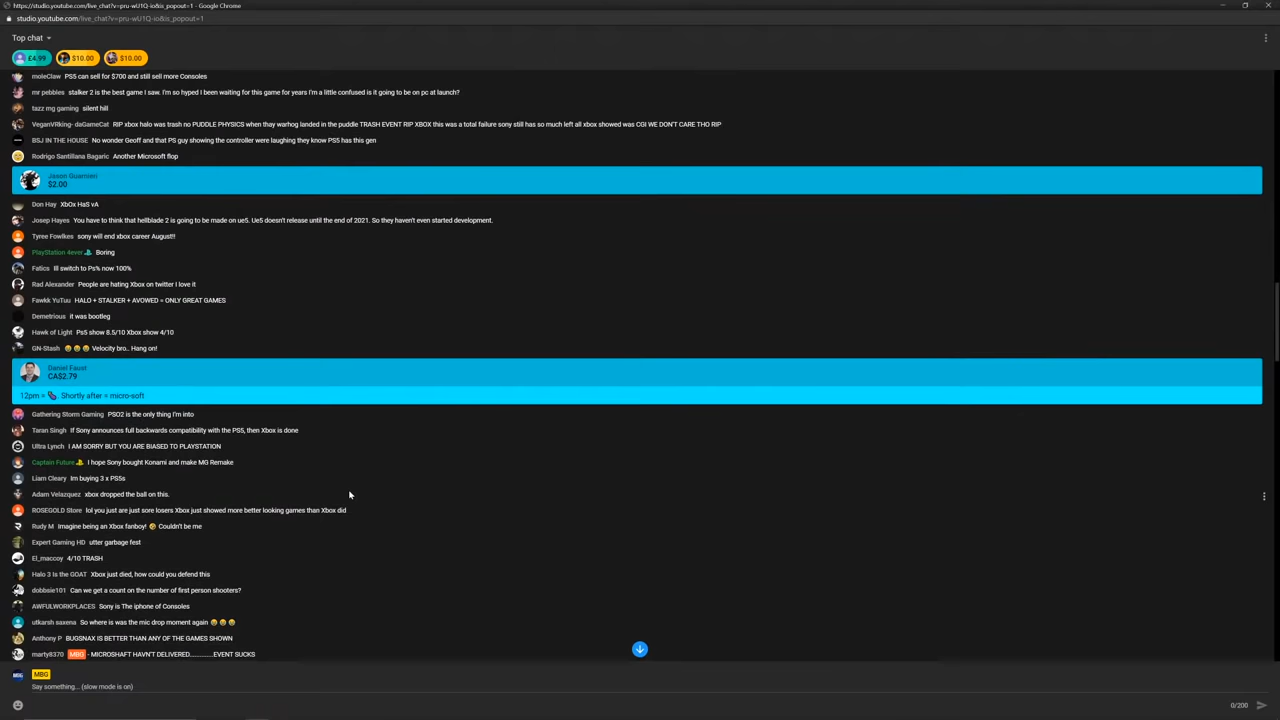 https://studio.youtube.com/live_chat?v=pru-wU1Q-io&is_popout=1 - Google Chrome
studio.youtube.com/live_chat?v=pru-wU1Q-io&is_popout=1
Top chat
£4.99 $10.00 $10.00
moleClaw PS5 can sell for $700 and still sell more Consoles
mr pebbles stalker 2 is the best game I saw. I'm so hyped I been waiting for this game for years I'm a little confused is it going to be on pc at launch?
tazz mg gaming silent hill
VeganVRking- daGameCat RIP xbox halo was trash no PUDDLE PHYSICS when thay warhog landed in the puddle TRASH EVENT RIP XBOX this was a total failure sony still has so much left all xbox showed was CGI WE DON'T CARE THO RIP
BSJ IN THE HOUSE No wonder Geoff and that PS guy showing the controller were laughing they know PS5 has this gen
Rodrigo Santillana Bagaric Another Microsoft flop
Jason Guamien
$2.00
Don Hay XbOx HaS vA
Josep Hayes You have to think that hellblade 2 is going to be made on ue5. Ue5 doesn't release until the end of 2021. So they haven't even started development.
Tyree Fowlkes sony will end xbox career August!!
PlayStation 4ever Boring
Fatics Ill switch to Ps% now 100%
Rad Alexander People are hating Xbox on twitter I love it
Fawkk YuTuu HALO + STALKER + AVOWED = ONLY GREAT GAMES
Demetrious it was bootleg
Hawk of Light Ps5 show 8.5/10 Xbox show 4/10
GN-Stash Velocity bro.. Hang on!
Daniel Faust
CA$2.79
12pm = 🍆 Shortly after = micro-soft
Gathering Storm Gaming PSO2 is the only thing I'm into
Taran Singh If Sony announces full backwards compatibility with the PS5, then Xbox is done
Ultra Lynch I AM SORRY BUT YOU ARE BIASED TO PLAYSTATION
Captain Future I hope Sony bought Konami and make MG Remake
Liam Cleary Im buying 3 x PS5s
Adam Velazquez xbox dropped the ball on this.
ROSEGOLD Store lol you just are just sore losers Xbox just showed more better looking games than Xbox did
Rudy M Imagine being an Xbox fanboy! 🤣 Couldn't be me
Expert Gaming HD utter garbage fest
El_maccoy 4/10 TRASH
Halo 3 Is the GOAT Xbox just died, how could you defend this
dobbsie101 Can we get a count on the number of first person shooters?
AWFULWORKPLACES Sony is The iphone of Consoles
utkarsh saxena So where is was the mic drop moment again
Anthony P BUGSNAX IS BETTER THAN ANY OF THE GAMES SHOWN
marty8370 MBG - MICROSHAFT HAVN'T DELIVERED.............EVENT SUCKS
MBG
Say something... (slow mode is on)
0/200